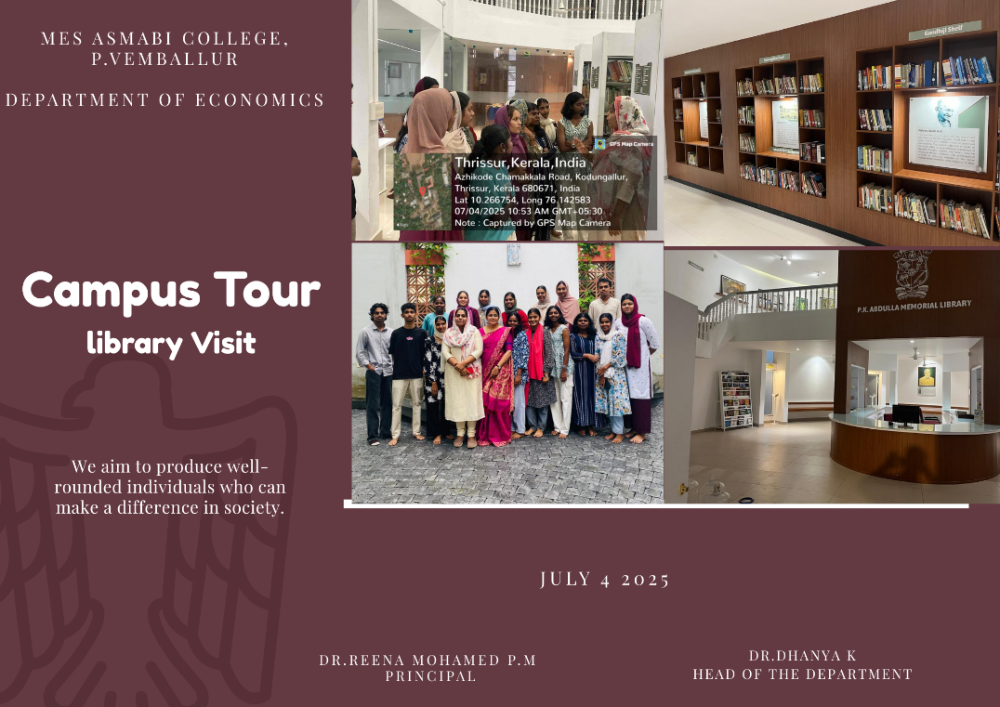 MES ASMABI COLLEGE,
P.VEMBALLUR
DEPARTMENT OF ECONOMICS
Campus Tour
library Visit
We aim to produce well-
rounded individuals who can
make a difference in society.
GPS Map Camera
Thrissur,Kerala,India
Azhikode Chamakkala Road, Kodungallur,
Thrissur, Kerala 680671, India
Lat 10.266754, Long 76.142583
07/04/2025 10:53 AM GMT+05:30
Note : Captured by GPS Map Camera
Gandhiji Shelf
P.K. ABDULLA MEMORIAL LIBRARY
JULY 4 2025
DR.REENA MOHAMED P.M
PRINCIPAL
DR.DHANYA K
HEAD OF THE DEPARTMENT